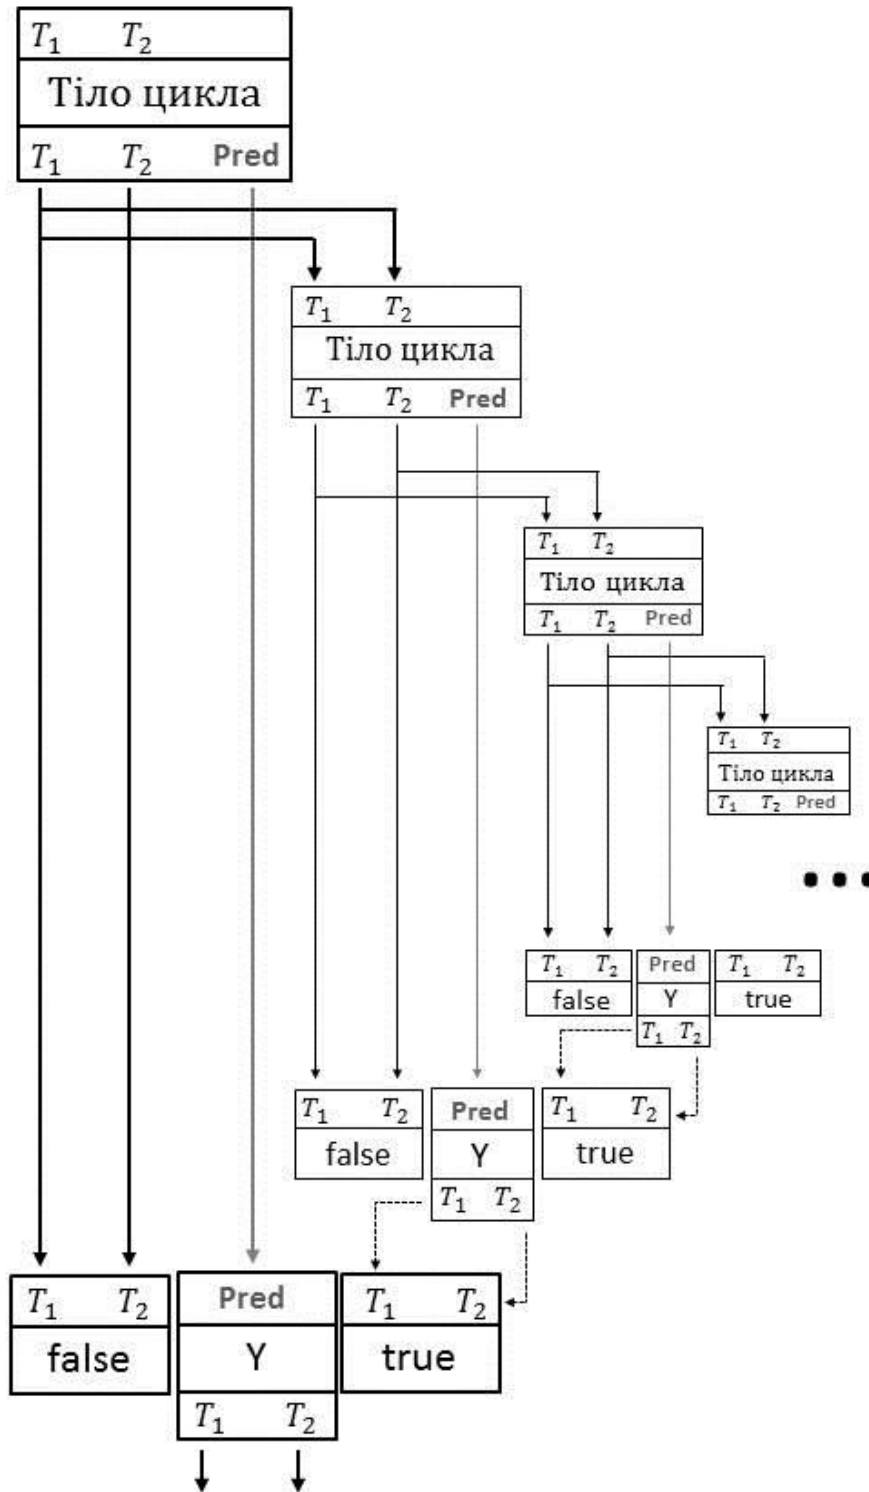 T₁ T₂
Тіло цикла
T₁ T₂ Pred
T₁ T₂
Тіло цикла
T₁ T₂ Pred
T₁ T₂
Тіло цикла
T₁ T₂ Pred
T₁ T₂
Тіло цикла
T₁ T₂ Pred
...
T₁ T₂ Pred T₁ T₂
false Y true
T₁ T₂
T₁ T₂ Pred T₁ T₂
false Y true
T₁ T₂
T₁ T₂ Pred T₁ T₂
false Y true
T₁ T₂